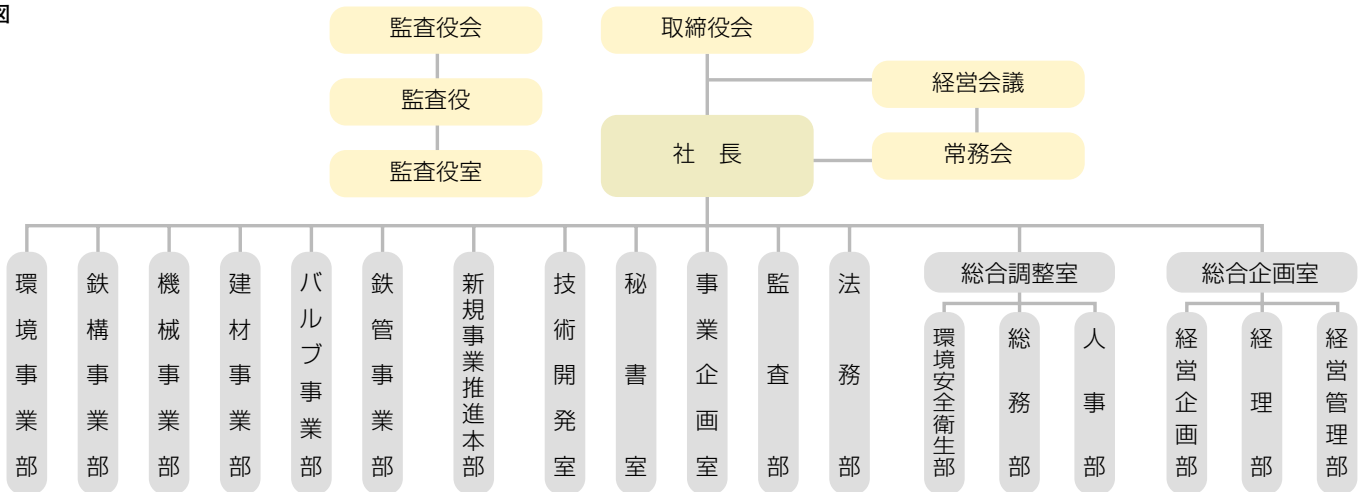 図
監査役会
取締役会
経営会議
監査役
社 長
常務会
監査役室
環境事業部
鉄構事業部
機械事業部
建材事業部
バルブ事業部
鉄管事業部
新規事業推進本部
技術開発室
秘書室
事業企画室
監査部
法務部
総合調整室
環境安全衛生部
総務部
人事部
総合企画室
経営企画部
経理部
経営管理部